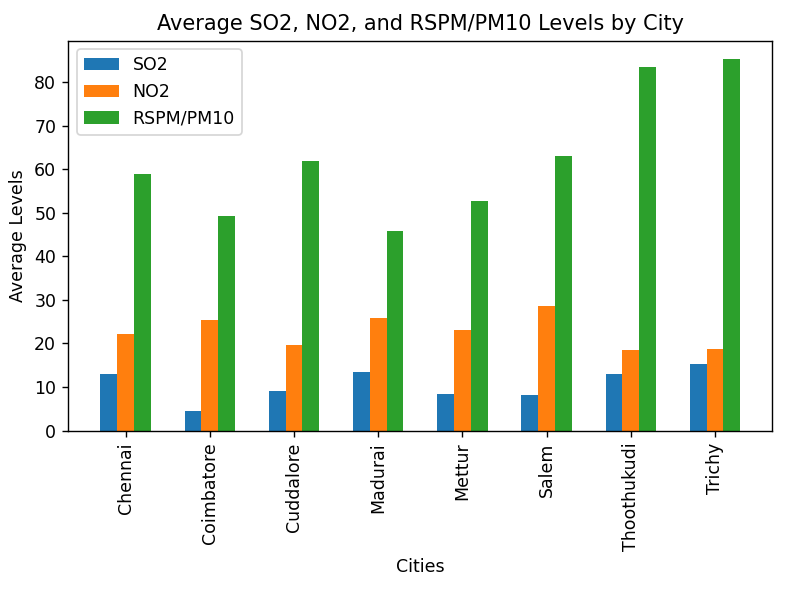 Average SO2, NO2, and RSPM/PM10 Levels by City
SO2
NO2
RSPM/PM10
Average Levels
80
70
60
50
40
30
20
10
0
Chennai
Coimbatore
Cuddalore
Madurai
Mettur
Salem
Thoothukudi
Trichy
Cities